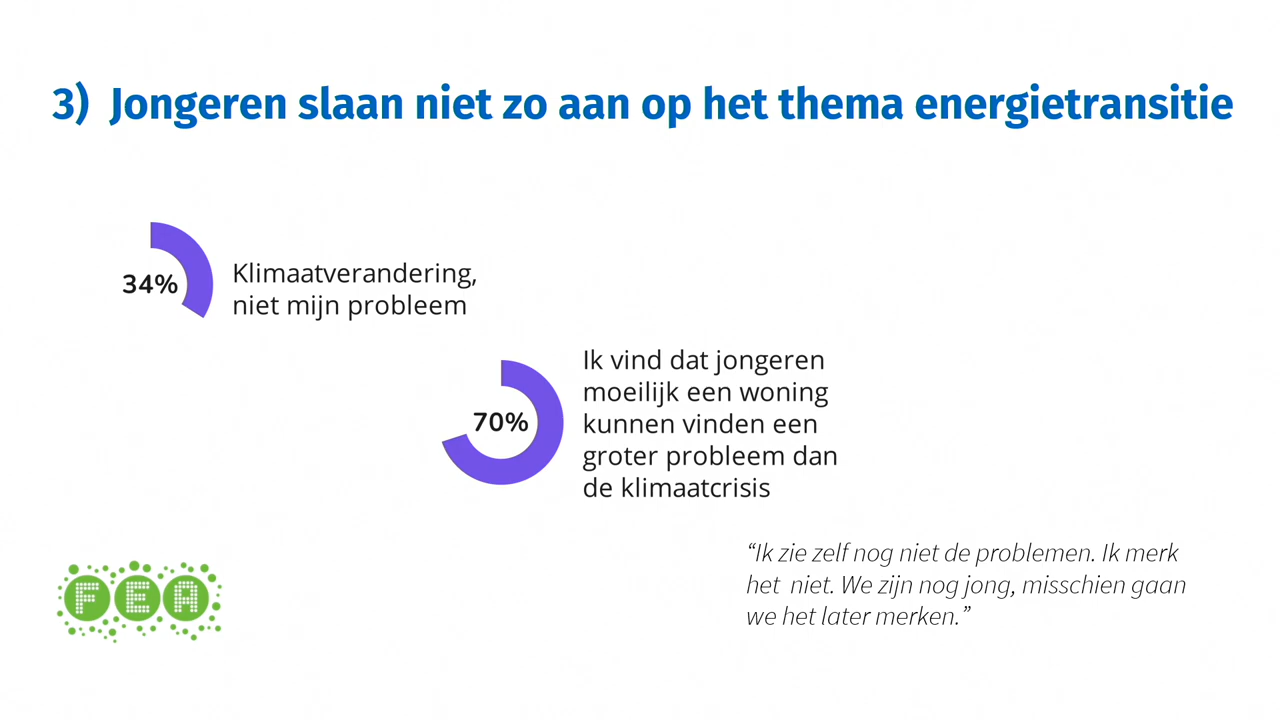 3) Jongeren slaan niet zo aan op het thema energietransitie
34%
Klimaatverandering,
niet mijn probleem
70%
Ik vind dat jongeren
moeilijk een woning
kunnen vinden een
groter probleem dan
de klimaatcrisis
“Ik zie zelf nog niet de problemen. Ik merk
het niet. We zijn nog jong, misschien gaan
we het later merken.”
FEA